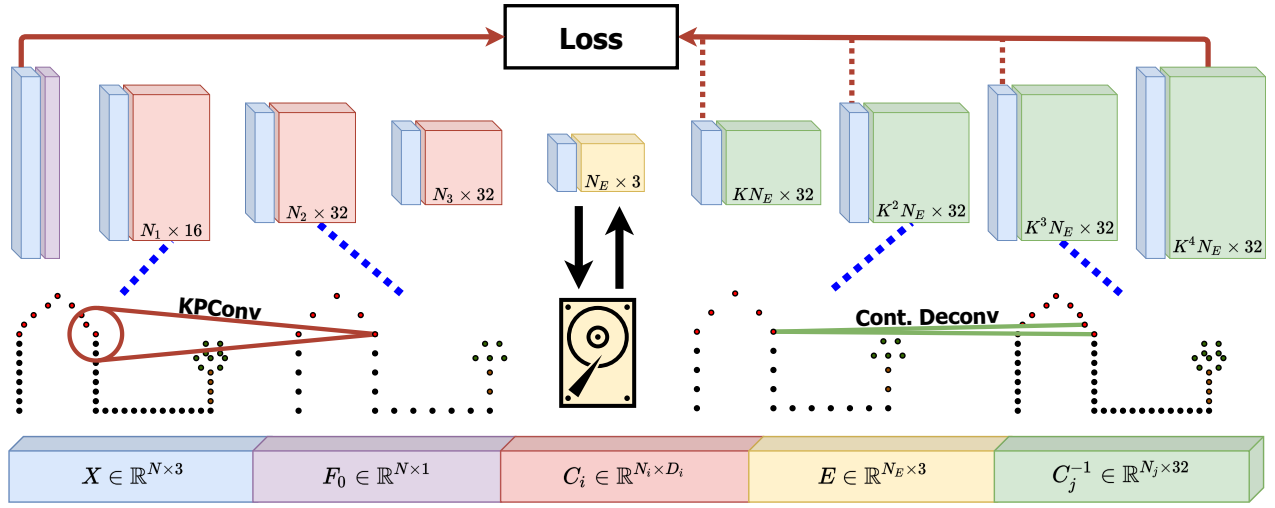 Loss
N_1 × 16
N_2 × 32
N_3 × 32
N_E × 3
KN_E × 32
K^2N_E × 32
K^3N_E × 32
K^4N_E × 32
KPConv
Cont. Deconv
X ∈ ℝ^{N×3}
F_0 ∈ ℝ^{N×1}
C_i ∈ ℝ^{N_i×D_i}
E ∈ ℝ^{N_E×3}
C_j^{-1} ∈ ℝ^{N_j×32}